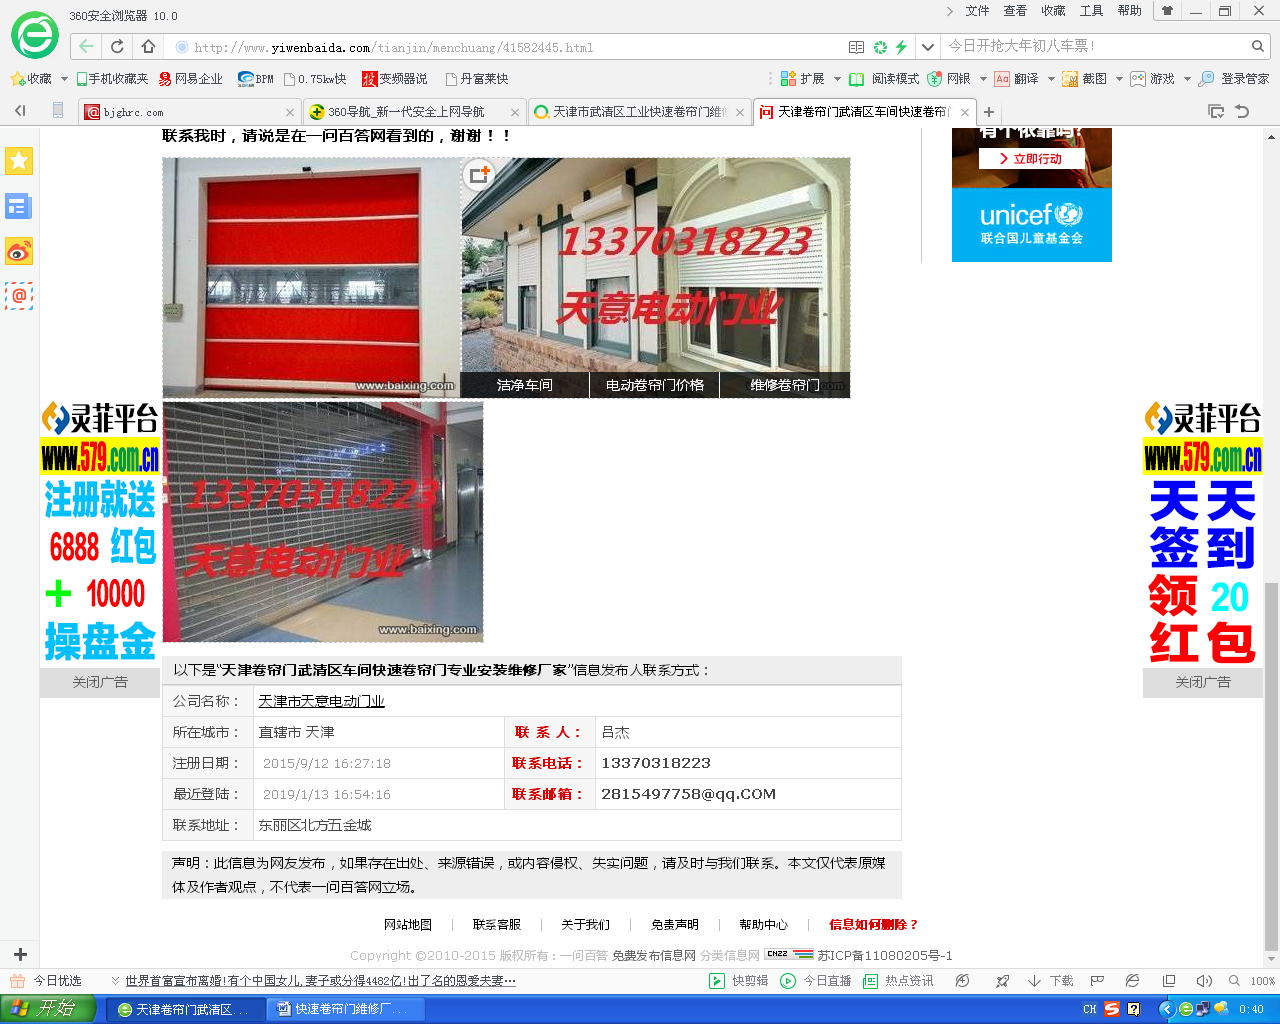 360安全浏览器 10.0
文件 查看 收藏 工具 帮助
http://www.yiwenbaida.com/tianjin/menchuang/41582445.html
今日开抢大年初八车票!
收藏 手机收藏夹 网易企业 BPM 0.75kw快 变频器说 丹富莱快
扩展 阅读模式 网银 翻译 截图 游戏 登录管家
bjghrc.com
360导航_新一代安全上网导航
天津市武清区工业快速卷帘门维修
天津卷帘门武清区车间快速卷帘门
联系我时，请说是在一问百答网看到的，谢谢！！
www.baixing.com
13370318223
天意电动门业
洁净车间 电动卷帘门价格 维修卷帘门
13370318223
天意电动门业
www.baixing.com
有个依靠吗?
立即行动
unicef
联合国儿童基金会
灵菲平台
www.579.com.cn
注册就送
6888 红包
+ 10000
操盘金
关闭广告
灵菲平台
www.579.com.cn
天天
签到
领 20
红包
关闭广告
以下是“天津卷帘门武清区车间快速卷帘门专业安装维修厂家”信息发布人联系方式：
公司名称： 天津市天意电动门业
所在城市： 直辖市 天津 联 系 人： 吕杰
注册日期： 2015/9/12 16:27:18 联系电话： 13370318223
最近登陆： 2019/1/13 16:54:16 联系邮箱： 2815497758@qq.COM
联系地址： 东丽区北方五金城
声明：此信息为网友发布，如果存在出处、来源错误，或内容侵权、失实问题，请及时与我们联系。本文仅代表原媒
体及作者观点，不代表一问百答网立场。
网站地图 | 联系客服 | 关于我们 | 免责声明 | 帮助中心 | 信息如何删除？
Copyright ©2010-2015 版权所有：一问百答 免费发布信息网 分类信息网 CNZZ 苏ICP备11080205号-1
今日优选 世界首富宣布离婚!有个中国女儿,妻子或分得4482亿!出了名的恩爱夫妻…
快剪辑 今日直播 热点资讯 下载 100%
开始 天津卷帘门武清区... 快速卷帘门维修厂... CH 0:40